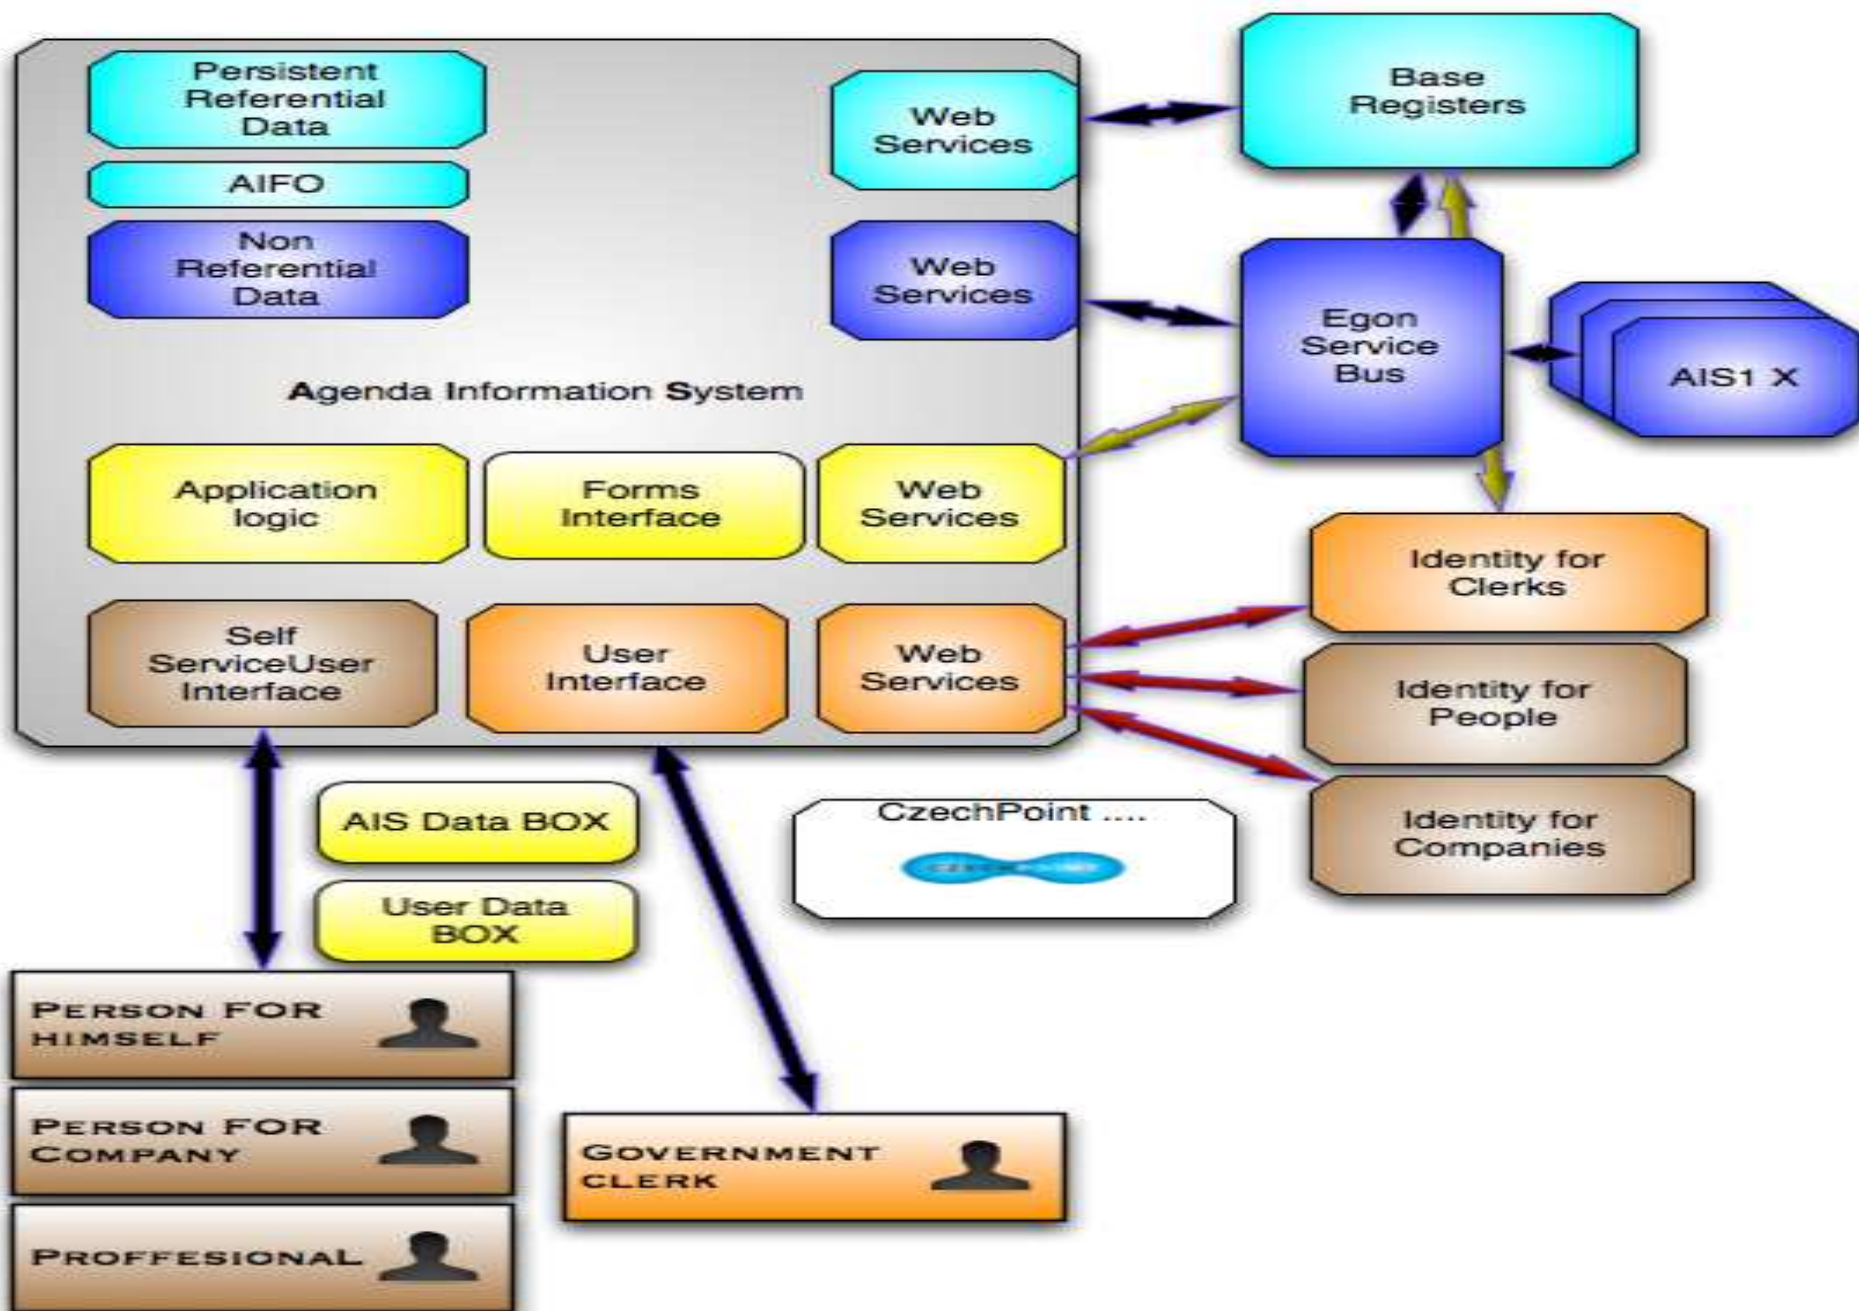 Persistent
Referential
Data
AIFO
Non
Referential
Data
Web
Services
Web
Services
Base
Registers
Egon
Service
Bus
AIS1 X
Agenda Information System
Application
logic
Forms
Interface
Web
Services
Self
ServiceUser
Interface
User
Interface
Web
Services
Identity for
Clerks
Identity for
People
Identity for
Companies
AIS Data BOX
User Data
BOX
CzechPoint ....
PERSON FOR
HIMSELF
PERSON FOR
COMPANY
PROFFESIONAL
GOVERNMENT
CLERK